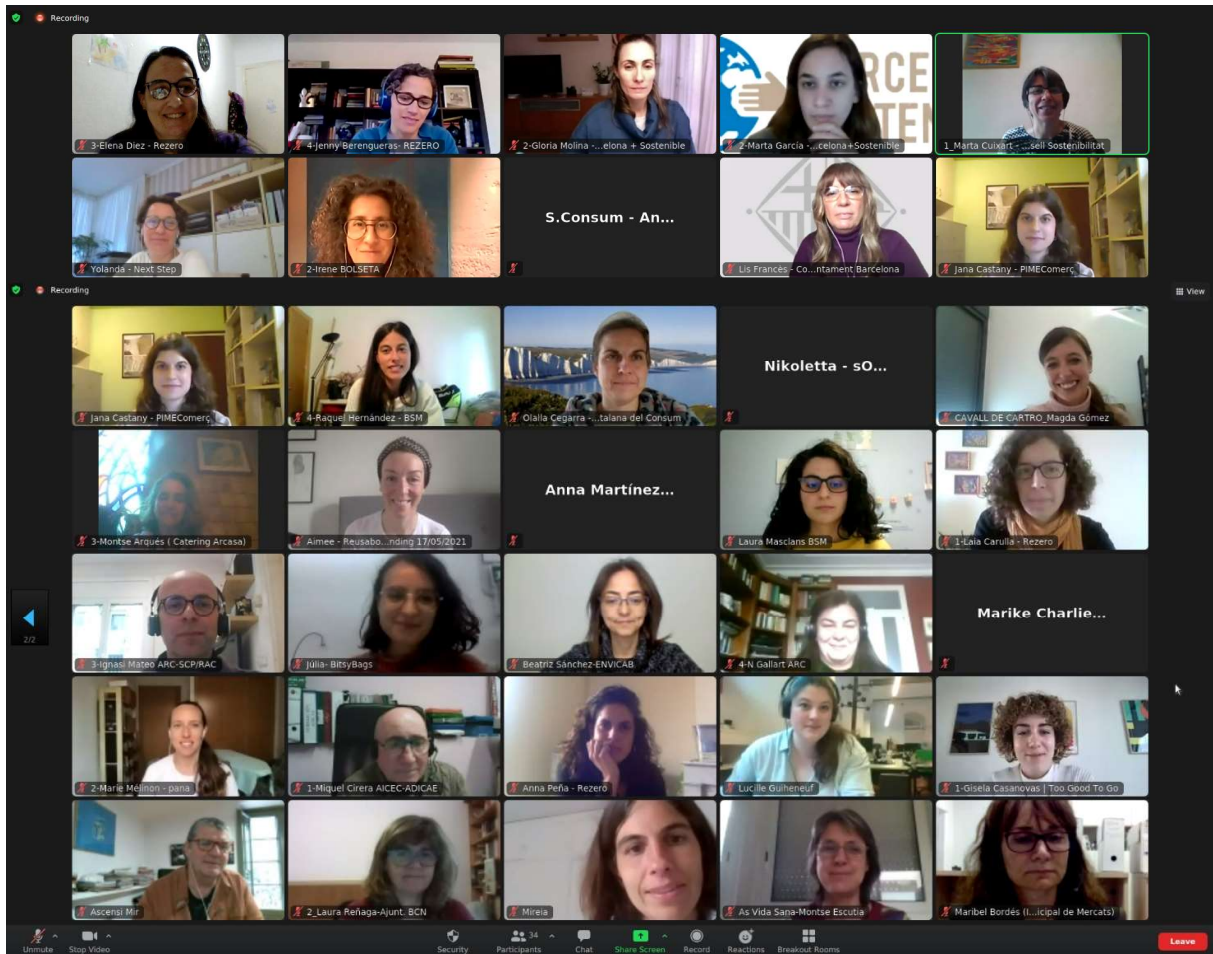 Recording
3-Elena Diez - Rezero
4-Jenny Berengueras- REZERO
2-Gloria Molina -...elona + Sostenible
RCE
TEN
2-Marta García -...celona+Sostenible
1_Marta Cuixart - ...sell Sostenibilitat
Yolanda - Next Step
2-Irene BOLSETA
S.Consum - An...
Lis Francès - Co...ntament Barcelona
Jana Castany - PIMEComerç
Recording
View
Jana Castany - PIMEComerç
4-Raquel Hernández - BSM
Olalla Cegarra -...talana del Consum
Nikoletta - sO...
CAVALL DE CARTRO_Magda Gómez
3-Montse Arqués ( Catering Arcasa)
Aimee - Reusabo...nding 17/05/2021
Anna Martínez...
Laura Masclans BSM
1-Laia Carulla - Rezero
2/2
3-Ignasi Mateo ARC-SCP/RAC
Júlia- BitsyBags
Beatriz Sánchez-ENVICAB
4-N Gallart ARC
Marike Charlie...
2-Marie Mélinon - pana
1-Miquel Cirera AICEC-ADICAE
Anna Peña - Rezero
Lucille Guiheneuf
1-Gisela Casanovas | Too Good To Go
Ascensi Mir
2_Laura Reñaga-Ajunt. BCN
Mireia
As Vida Sana-Montse Escutia
Maribel Bordés (I...icipal de Mercats)
Unmute
Stop Video
Security
34
Participants
Chat
Share Screen
Record
Reactions
Breakout Rooms
Leave